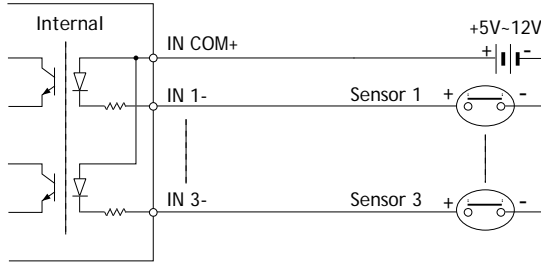 Internal
+5V~12V
IN COM+
+ -
IN 1-
Sensor 1 + -
IN 3-
Sensor 3 + -